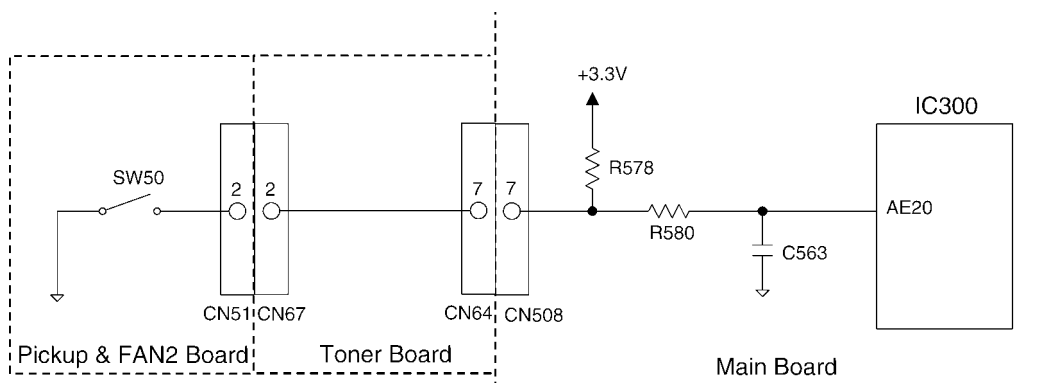 +3.3V
IC300
R578
SW50
2
2
7
7
AE20
R580
C563
CN51
CN67
CN64
CN508
Pickup & FAN2 Board
Toner Board
Main Board